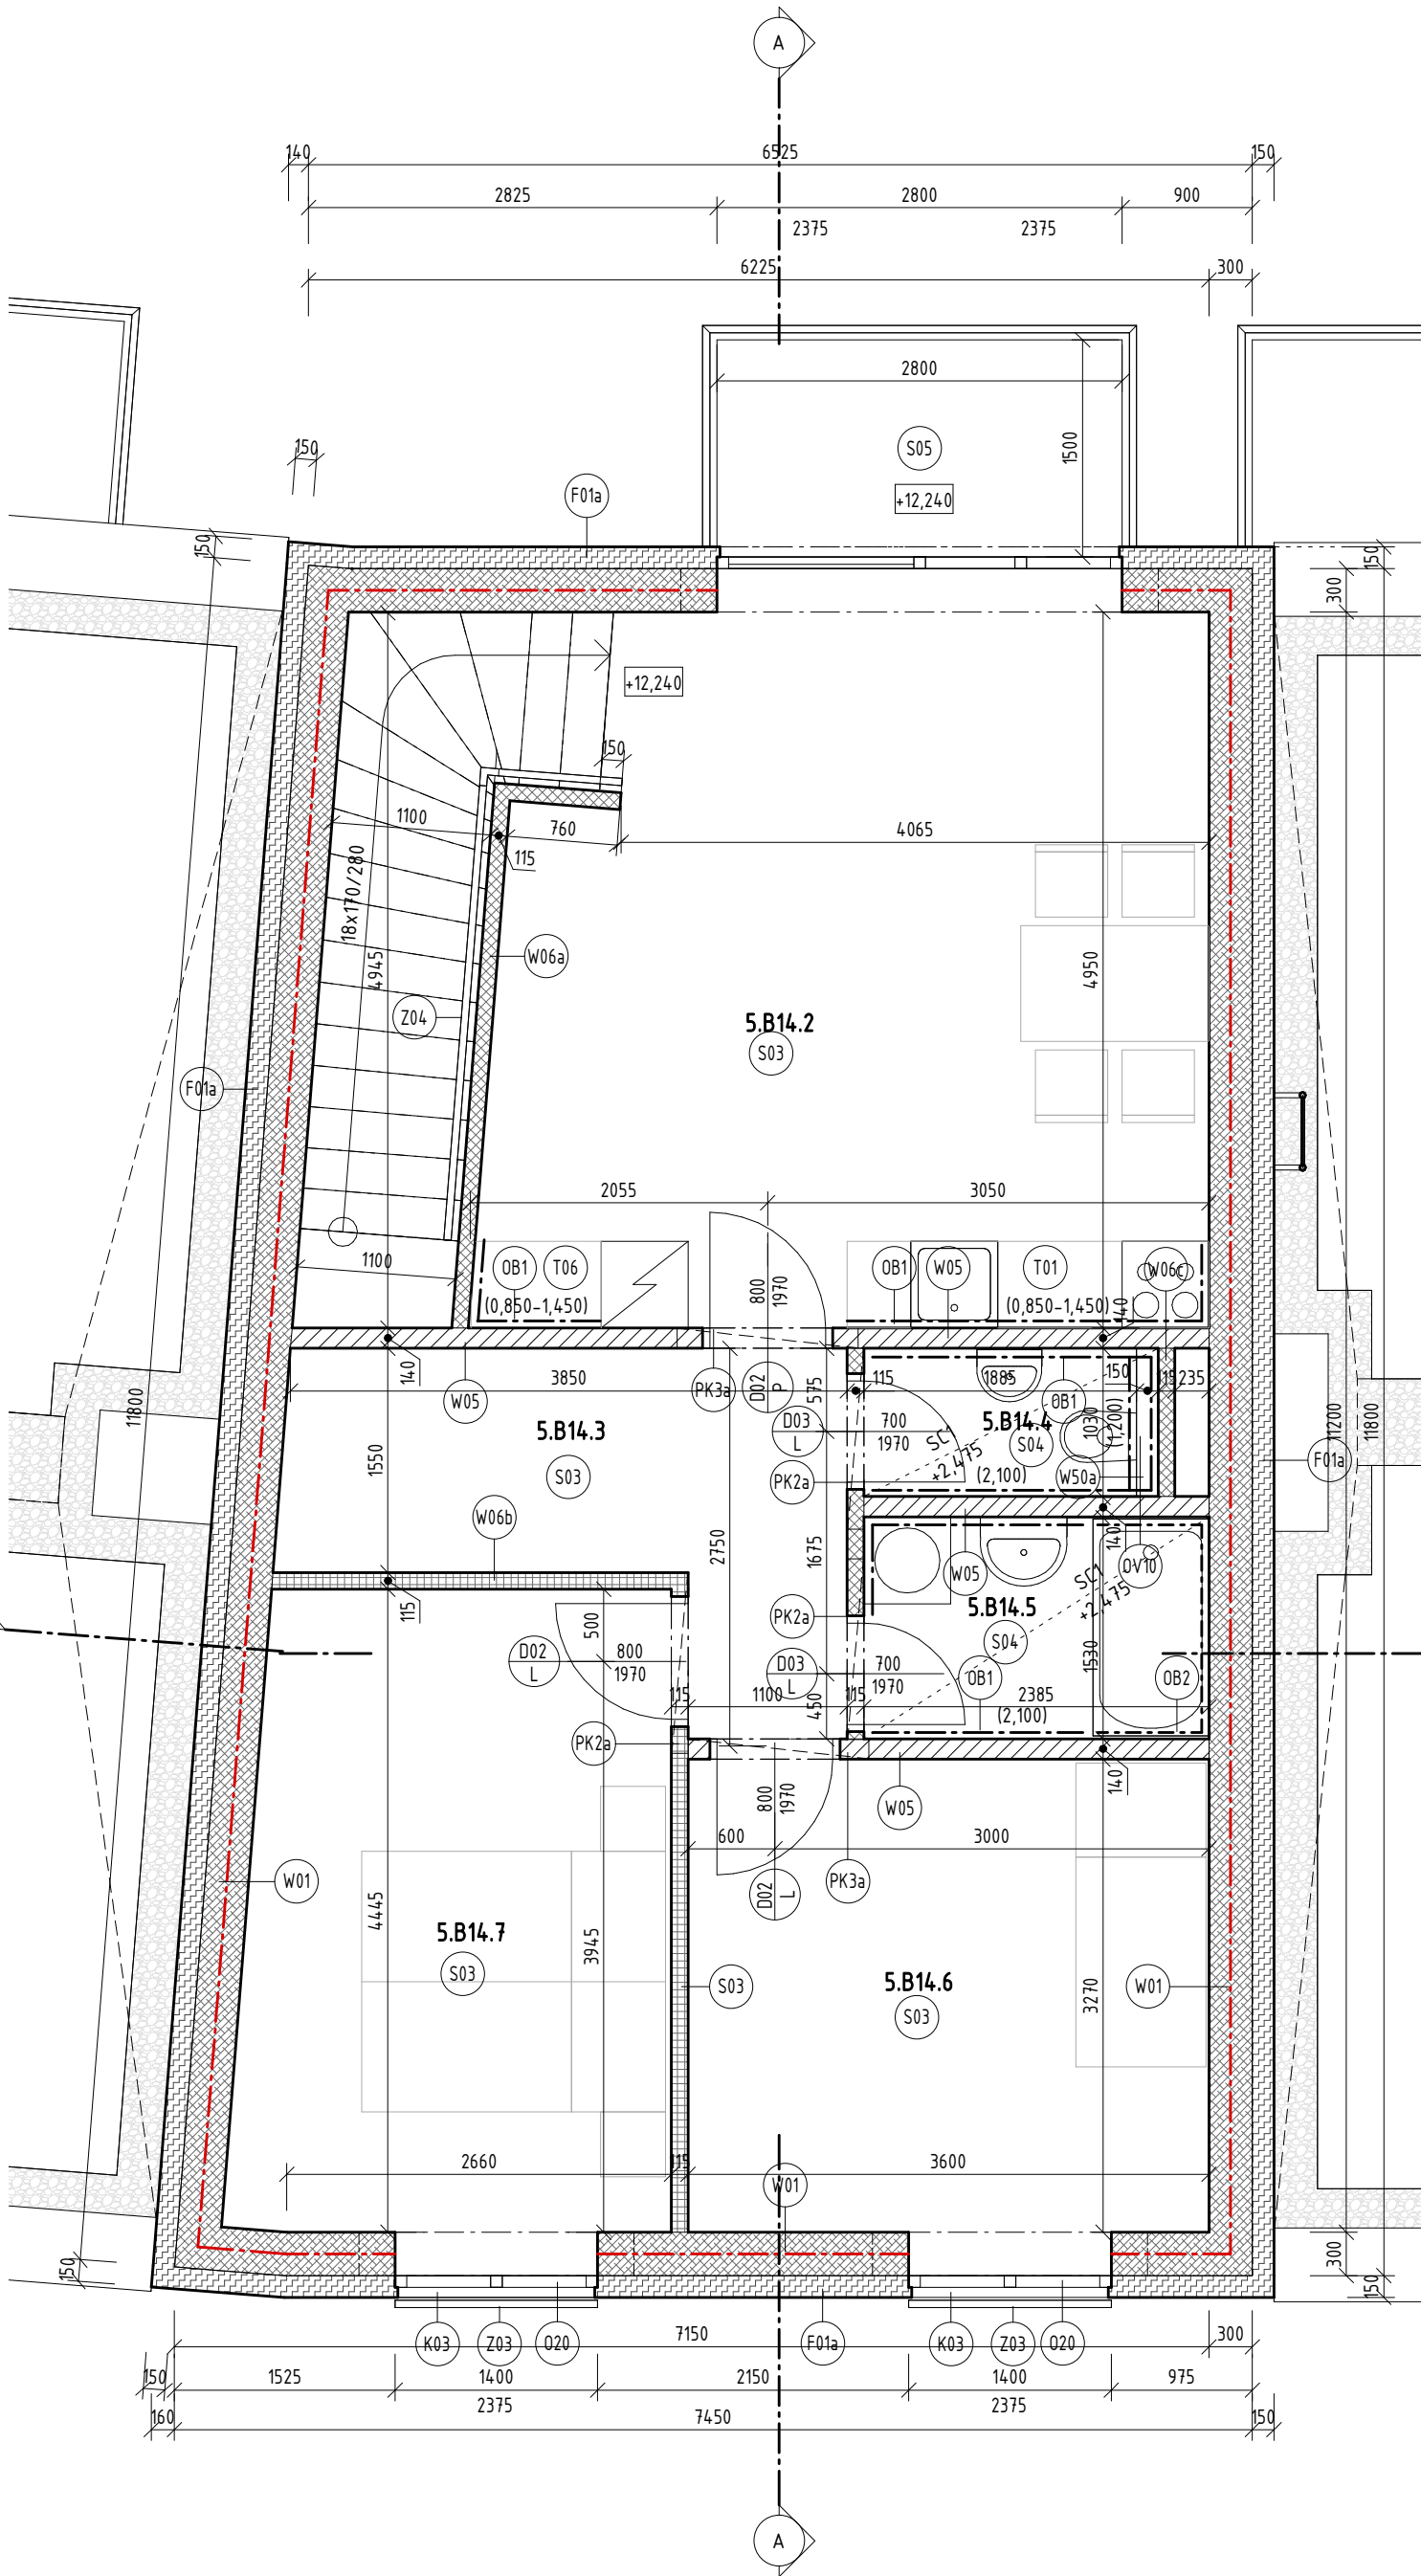 A
140
6525
150
2825
2800
900
2375
2375
6225
300
2800
1500
S05
+12,240
150
F01a
150
150
300
+12,240
150
1100
760
4065
115
18x170/280
4945
W06a
4950
Z04
5.B14.2
S03
F01a
2055
3050
1100
OB1
T06
(0,850-1,450)
800
1970
OB1
W05
T01
W06c
(0,850-1,450)
140
140
3850
W05
PK3a
D02
P
575
115
1885
150
115
235
5.B14.3
S03
D03
L
700
1970
OB1
5.B14.4
S04
1030
(1,200)
SC1
+2,475
(2,100)
W50a
PK2a
11800
1550
11200
11800
F01a
W06b
2750
1675
140
OV10
W05
SC1
+2,475
115
500
PK2a
5.B14.5
S04
1530
D02
L
800
1970
D03
L
700
1970
OB1
OB2
115
1100
115
450
2385
(2,100)
PK2a
140
800
1970
W05
600
3000
W01
D02
L
PK3a
4445
3945
5.B14.7
S03
S03
5.B14.6
S03
3270
W01
2660
115
3600
W01
150
300
150
K03
Z03
O20
7150
F01a
K03
Z03
O20
300
150
1525
1400
2150
1400
975
2375
2375
160
7450
150
A